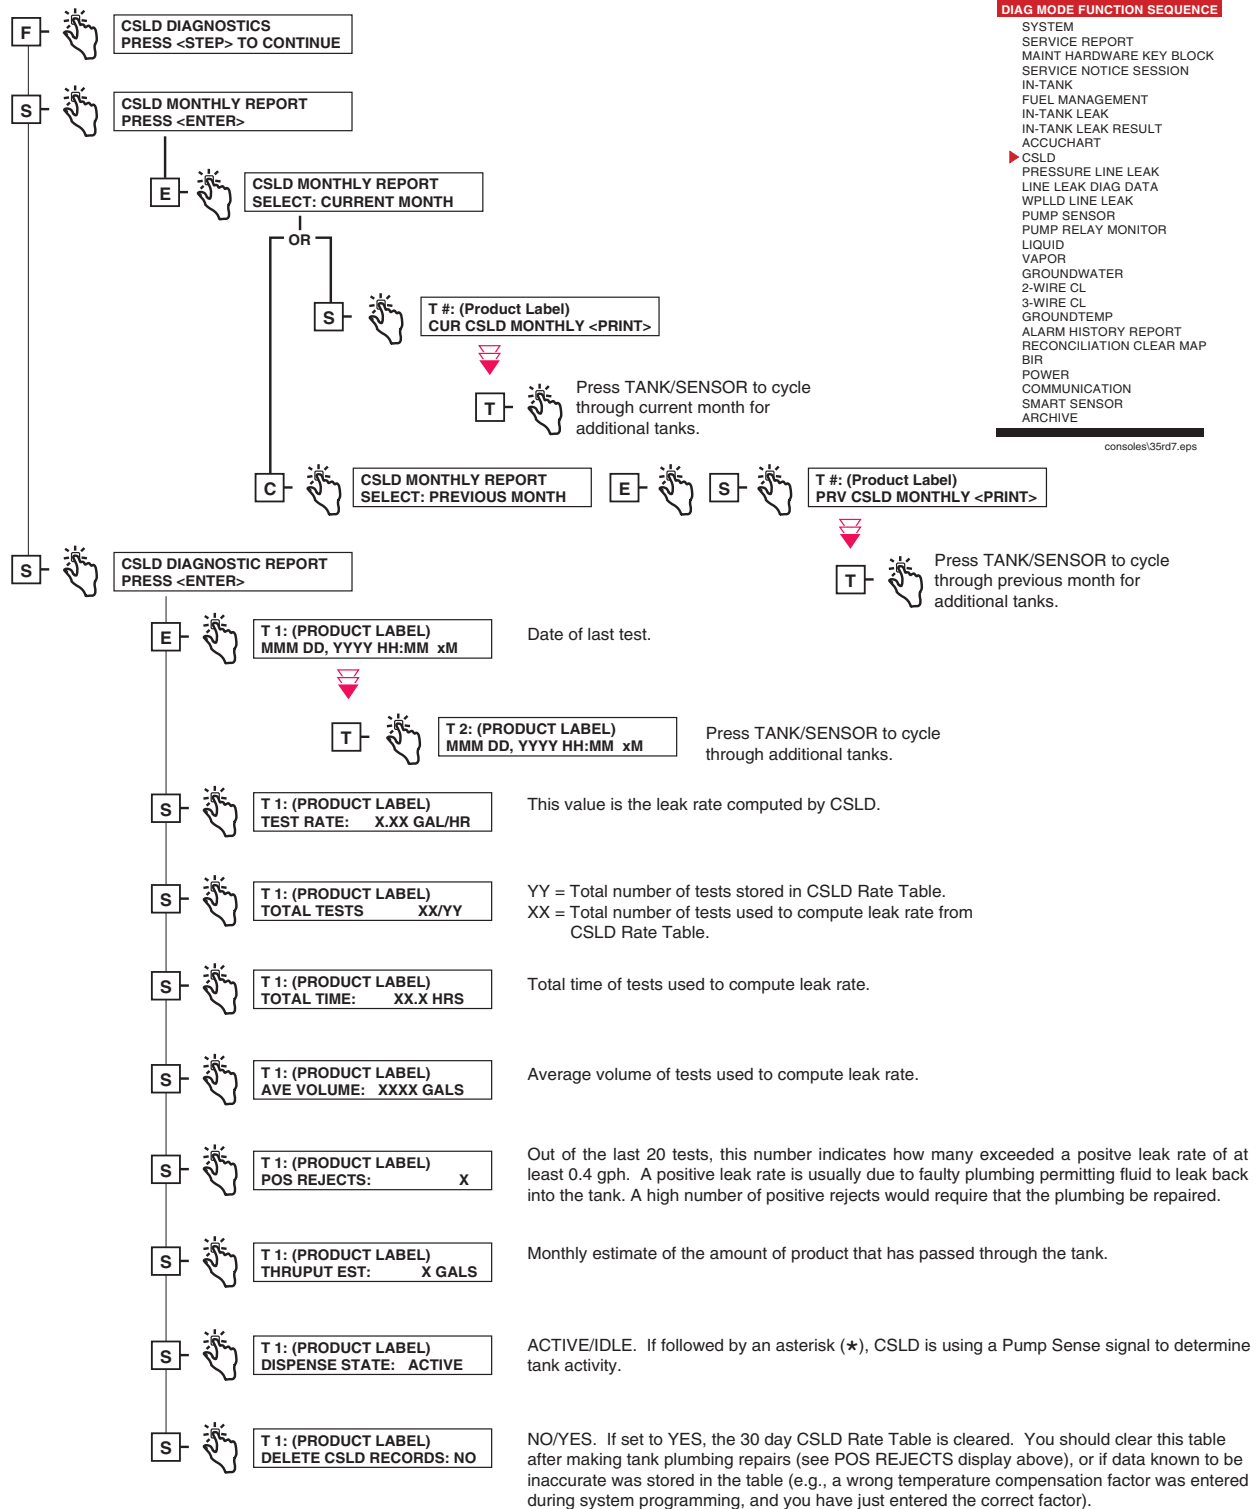 F
CSLD DIAGNOSTICS
PRESS <STEP> TO CONTINUE
DIAG MODE FUNCTION SEQUENCE
SYSTEM
SERVICE REPORT
MAINT HARDWARE KEY BLOCK
SERVICE NOTICE SESSION
IN-TANK
FUEL MANAGEMENT
IN-TANK LEAK
IN-TANK LEAK RESULT
ACCUCHART
CSLD
PRESSURE LINE LEAK
LINE LEAK DIAG DATA
WPLLD LINE LEAK
PUMP SENSOR
PUMP RELAY MONITOR
LIQUID
VAPOR
GROUNDWATER
2-WIRE CL
3-WIRE CL
GROUNDTEMP
ALARM HISTORY REPORT
RECONCILIATION CLEAR MAP
BIR
POWER
COMMUNICATION
SMART SENSOR
ARCHIVE
consoles\35rd7.eps
S
CSLD MONTHLY REPORT
PRESS <ENTER>
E
CSLD MONTHLY REPORT
SELECT: CURRENT MONTH
OR
S
T #: (Product Label)
CUR CSLD MONTHLY <PRINT>
T
Press TANK/SENSOR to cycle
through current month for
additional tanks.
C
CSLD MONTHLY REPORT
SELECT: PREVIOUS MONTH
E
S
T #: (Product Label)
PRV CSLD MONTHLY <PRINT>
T
Press TANK/SENSOR to cycle
through previous month for
additional tanks.
S
CSLD DIAGNOSTIC REPORT
PRESS <ENTER>
E
T 1: (PRODUCT LABEL)
MMM DD, YYYY HH:MM xM
Date of last test.
T
T 2: (PRODUCT LABEL)
MMM DD, YYYY HH:MM xM
Press TANK/SENSOR to cycle
through additional tanks.
S
T 1: (PRODUCT LABEL)
TEST RATE: X.XX GAL/HR
This value is the leak rate computed by CSLD.
S
T 1: (PRODUCT LABEL)
TOTAL TESTS XX/YY
YY = Total number of tests stored in CSLD Rate Table.
XX = Total number of tests used to compute leak rate from
CSLD Rate Table.
S
T 1: (PRODUCT LABEL)
TOTAL TIME: XX.X HRS
Total time of tests used to compute leak rate.
S
T 1: (PRODUCT LABEL)
AVE VOLUME: XXXX GALS
Average volume of tests used to compute leak rate.
S
T 1: (PRODUCT LABEL)
POS REJECTS: X
Out of the last 20 tests, this number indicates how many exceeded a positve leak rate of at
least 0.4 gph. A positive leak rate is usually due to faulty plumbing permitting fluid to leak back
into the tank. A high number of positive rejects would require that the plumbing be repaired.
S
T 1: (PRODUCT LABEL)
THRUPUT EST: X GALS
Monthly estimate of the amount of product that has passed through the tank.
S
T 1: (PRODUCT LABEL)
DISPENSE STATE: ACTIVE
ACTIVE/IDLE. If followed by an asterisk (*), CSLD is using a Pump Sense signal to determine
tank activity.
S
T 1: (PRODUCT LABEL)
DELETE CSLD RECORDS: NO
NO/YES. If set to YES, the 30 day CSLD Rate Table is cleared. You should clear this table
after making tank plumbing repairs (see POS REJECTS display above), or if data known to be
inaccurate was stored in the table (e.g., a wrong temperature compensation factor was entered
during system programming, and you have just entered the correct factor).